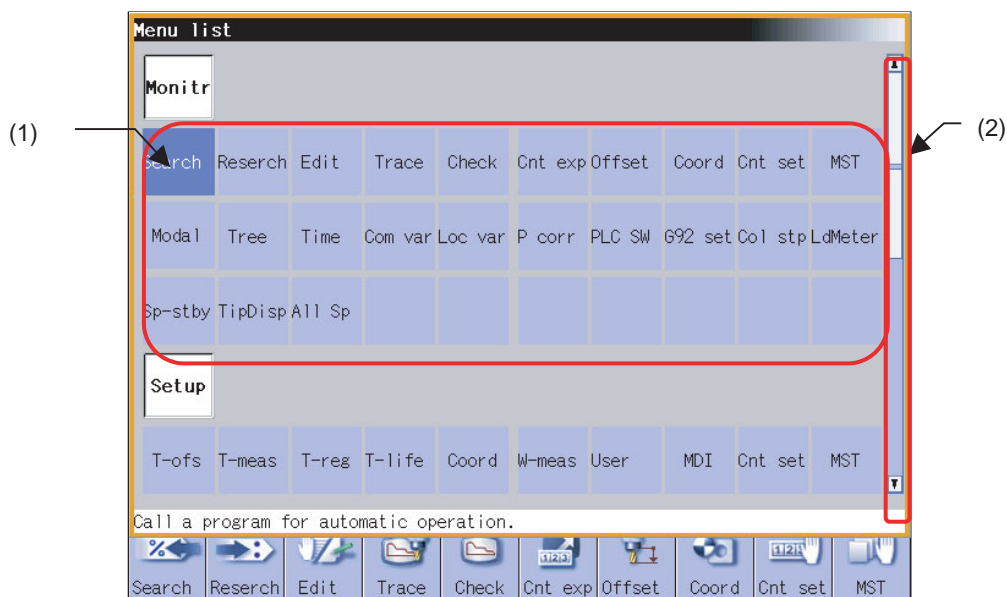 Menu list
Monitr
(1)
(2)
Search Reserch Edit Trace Check Cnt exp Offset Coord Cnt set MST
Modal Tree Time Com var Loc var P corr PLC SW G92 set Col stp LdMeter
Sp-stby TipDisp All Sp
Setup
T-ofs T-meas T-reg T-life Coord W-meas User MDI Cnt set MST
Call a program for automatic operation.
Search Reserch Edit Trace Check Cnt exp Offset Coord Cnt set MST